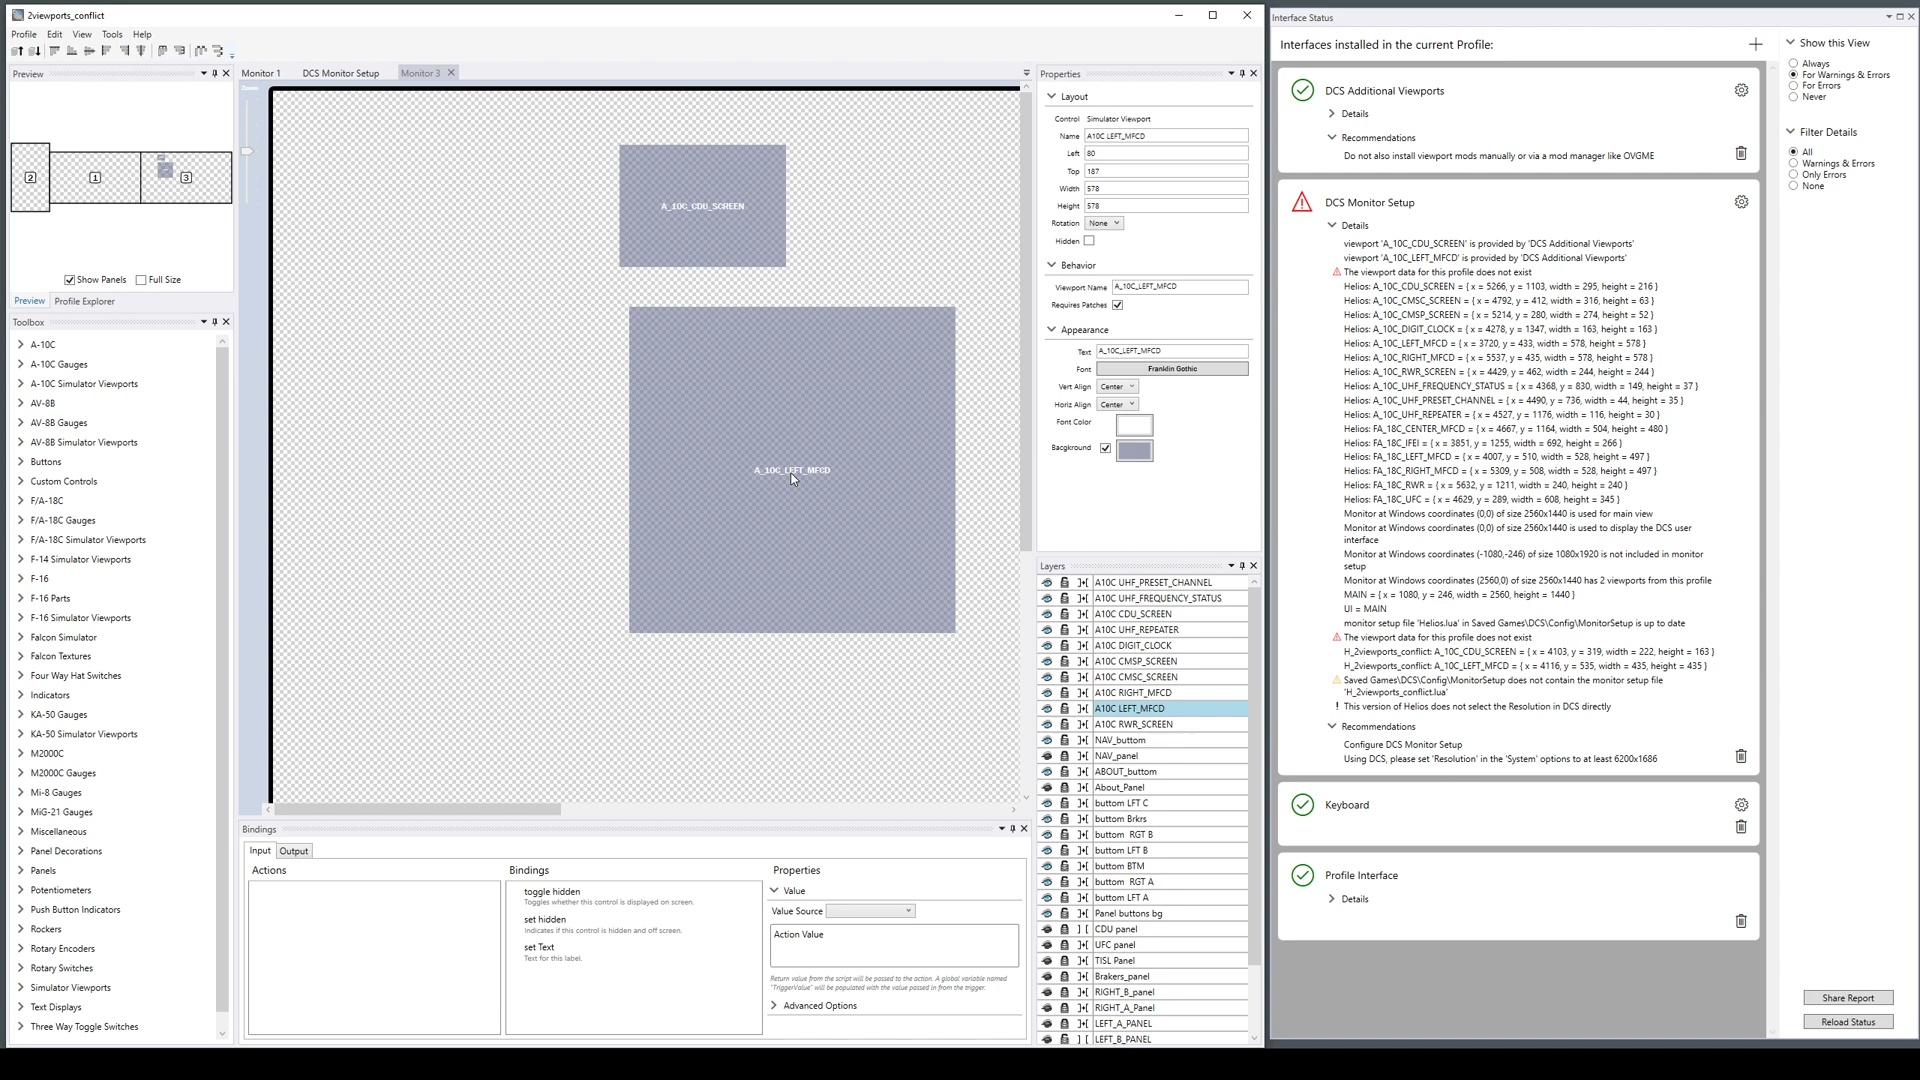 2viewports_conflict
Profile Edit View Tools Help
Preview
2
1
3
Show Panels Full Size
Preview Profile Explorer
Toolbox
A-10C
A-10C Gauges
A-10C Simulator Viewports
AV-8B
AV-8B Gauges
AV-8B Simulator Viewports
Buttons
Custom Controls
F/A-18C
F/A-18C Gauges
F/A-18C Simulator Viewports
F-14 Simulator Viewports
F-16
F-16 Parts
F-16 Simulator Viewports
Falcon Simulator
Falcon Textures
Four Way Hat Switches
Indicators
KA-50 Gauges
KA-50 Simulator Viewports
M2000C
M2000C Gauges
Mi-8 Gauges
MiG-21 Gauges
Miscellaneous
Panel Decorations
Panels
Potentiometers
Push Button Indicators
Rockers
Rotary Encoders
Rotary Switches
Simulator Viewports
Text Displays
Three Way Toggle Switches
Monitor 1 DCS Monitor Setup Monitor 3
Zoom
A_10C_CDU_SCREEN
A_10C_LEFT_MFCD
Bindings
Input Output
Actions
Bindings
toggle hidden
Toggles whether this control is displayed on screen.
set hidden
Indicates if this control is hidden and off screen.
set Text
Text for this label.
Properties
Value
Value Source
Action Value
Return value from the script will be passed to the action. A global variable named
"TriggerValue" will be populated with the value passed in from the trigger.
Advanced Options
Properties
Layout
Control Simulator Viewport
Name A10C LEFT_MFCD
Left 80
Top 187
Width 578
Height 578
Rotation None
Hidden
Behavior
Viewport Name A_10C_LEFT_MFCD
Requires Patches
Appearance
Text A_10C_LEFT_MFCD
Font Franklin Gothic
Vert Align Center
Horiz Align Center
Font Color
Bacground
Layers
A10C UHF_PRESET_CHANNEL
A10C UHF_FREQUENCY_STATUS
A10C CDU_SCREEN
A10C UHF_REPEATER
A10C DIGIT_CLOCK
A10C CMSP_SCREEN
A10C CMSC_SCREEN
A10C RIGHT_MFCD
A10C LEFT_MFCD
A10C RWR_SCREEN
NAV_buttom
NAV_panel
ABOUT_buttom
About_Panel
buttom LFT C
buttom Brkrs
buttom RGT B
buttom LFT B
buttom BTM
buttom RGT A
buttom LFT A
Panel buttons bg
CDU panel
UFC panel
TISL Panel
Brakers_panel
RIGHT_B_panel
RIGHT_A_Panel
LEFT_A_PANEL
LEFT_B_PANEL
Interface Status
Interfaces installed in the current Profile:
DCS Additional Viewports
Details
Recommendations
Do not also install viewport mods manually or via a mod manager like OVGME
DCS Monitor Setup
Details
viewport 'A_10C_CDU_SCREEN' is provided by 'DCS Additional Viewports'
viewport 'A_10C_LEFT_MFCD' is provided by 'DCS Additional Viewports'
The viewport data for this profile does not exist
Helios: A_10C_CDU_SCREEN = { x = 5266, y = 1103, width = 295, height = 216 }
Helios: A_10C_CMSC_SCREEN = { x = 4792, y = 412, width = 316, height = 63 }
Helios: A_10C_CMSP_SCREEN = { x = 5214, y = 280, width = 274, height = 52 }
Helios: A_10C_DIGIT_CLOCK = { x = 4278, y = 1347, width = 163, height = 163 }
Helios: A_10C_LEFT_MFCD = { x = 3720, y = 433, width = 578, height = 578 }
Helios: A_10C_RIGHT_MFCD = { x = 5537, y = 435, width = 578, height = 578 }
Helios: A_10C_RWR_SCREEN = { x = 4429, y = 462, width = 244, height = 244 }
Helios: A_10C_UHF_FREQUENCY_STATUS = { x = 4368, y = 830, width = 149, height = 37 }
Helios: A_10C_UHF_PRESET_CHANNEL = { x = 4490, y = 736, width = 44, height = 35 }
Helios: A_10C_UHF_REPEATER = { x = 4527, y = 1176, width = 116, height = 30 }
Helios: FA_18C_CENTER_MFCD = { x = 4667, y = 1164, width = 504, height = 480 }
Helios: FA_18C_IFEI = { x = 3851, y = 1255, width = 692, height = 266 }
Helios: FA_18C_LEFT_MFCD = { x = 4007, y = 510, width = 528, height = 497 }
Helios: FA_18C_RIGHT_MFCD = { x = 5309, y = 508, width = 528, height = 497 }
Helios: FA_18C_RWR = { x = 5632, y = 1211, width = 240, height = 240 }
Helios: FA_18C_UFC = { x = 4629, y = 289, width = 608, height = 345 }
Monitor at Windows coordinates (0,0) of size 2560x1440 is used for main view
Monitor at Windows coordinates (0,0) of size 2560x1440 is used to display the DCS user
interface
Monitor at Windows coordinates (-1080,-246) of size 1080x1920 is not included in monitor
setup
Monitor at Windows coordinates (2560,0) of size 2560x1440 has 2 viewports from this profile
MAIN = { x = 1080, y = 246, width = 2560, height = 1440 }
UI = MAIN
monitor setup file 'Helios.lua' in Saved Games\DCS\Config\MonitorSetup is up to date
The viewport data for this profile does not exist
H_2viewports_conflict: A_10C_CDU_SCREEN = { x = 4103, y = 319, width = 222, height = 163 }
H_2viewports_conflict: A_10C_LEFT_MFCD = { x = 4116, y = 535, width = 435, height = 435 }
Saved Games\DCS\Config\MonitorSetup does not contain the monitor setup file
'H_2viewports_conflict.lua'
! This version of Helios does not select the Resolution in DCS directly
Recommendations
Configure DCS Monitor Setup
Using DCS, please set 'Resolution' in the 'System' options to at least 6200x1686
Keyboard
Profile Interface
Details
Show this View
Always
For Warnings & Errors
For Errors
Never
Filter Details
All
Warnings & Errors
Only Errors
None
Share Report
Reload Status